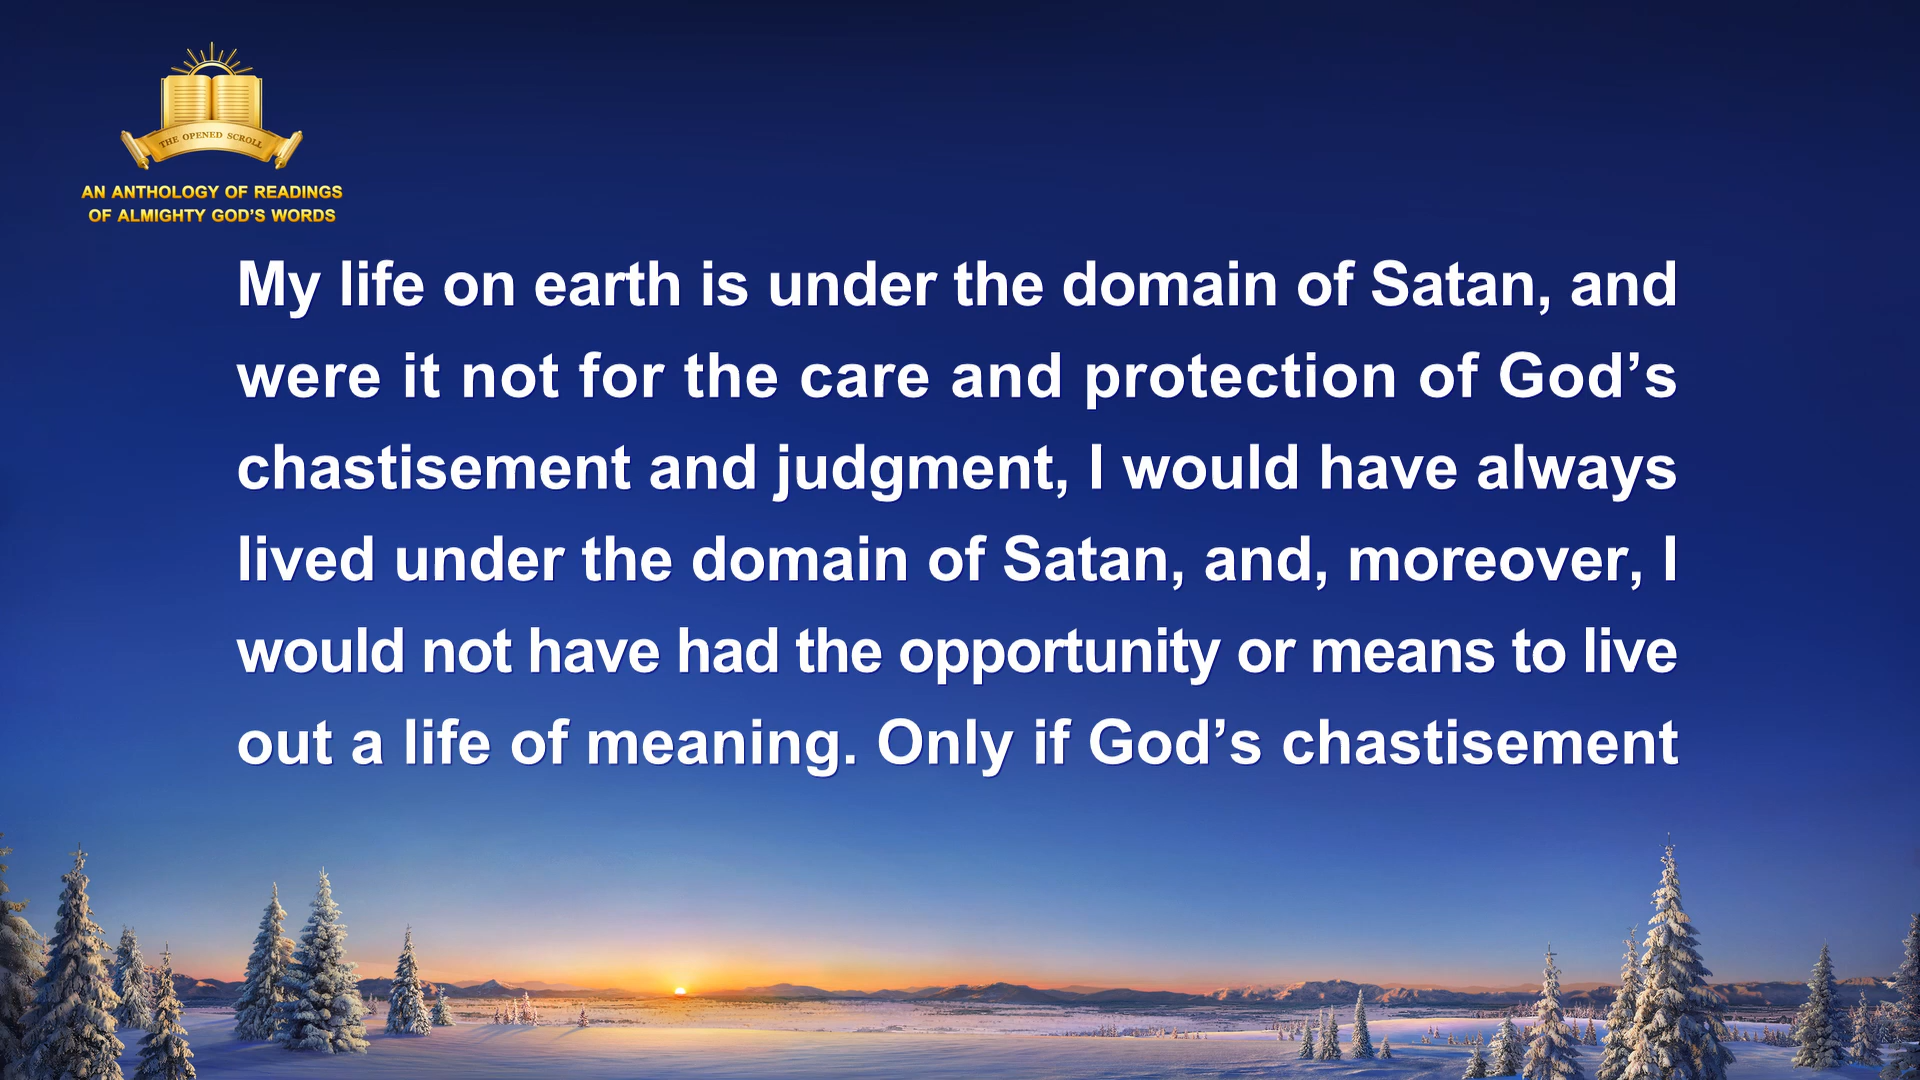 THE OPENED SCROLL
AN ANTHOLOGY OF READINGS
OF ALMIGHTY GOD’S WORDS
My life on earth is under the domain of Satan, and
were it not for the care and protection of God’s
chastisement and judgment, I would have always
lived under the domain of Satan, and, moreover, I
would not have had the opportunity or means to live
out a life of meaning. Only if God’s chastisement